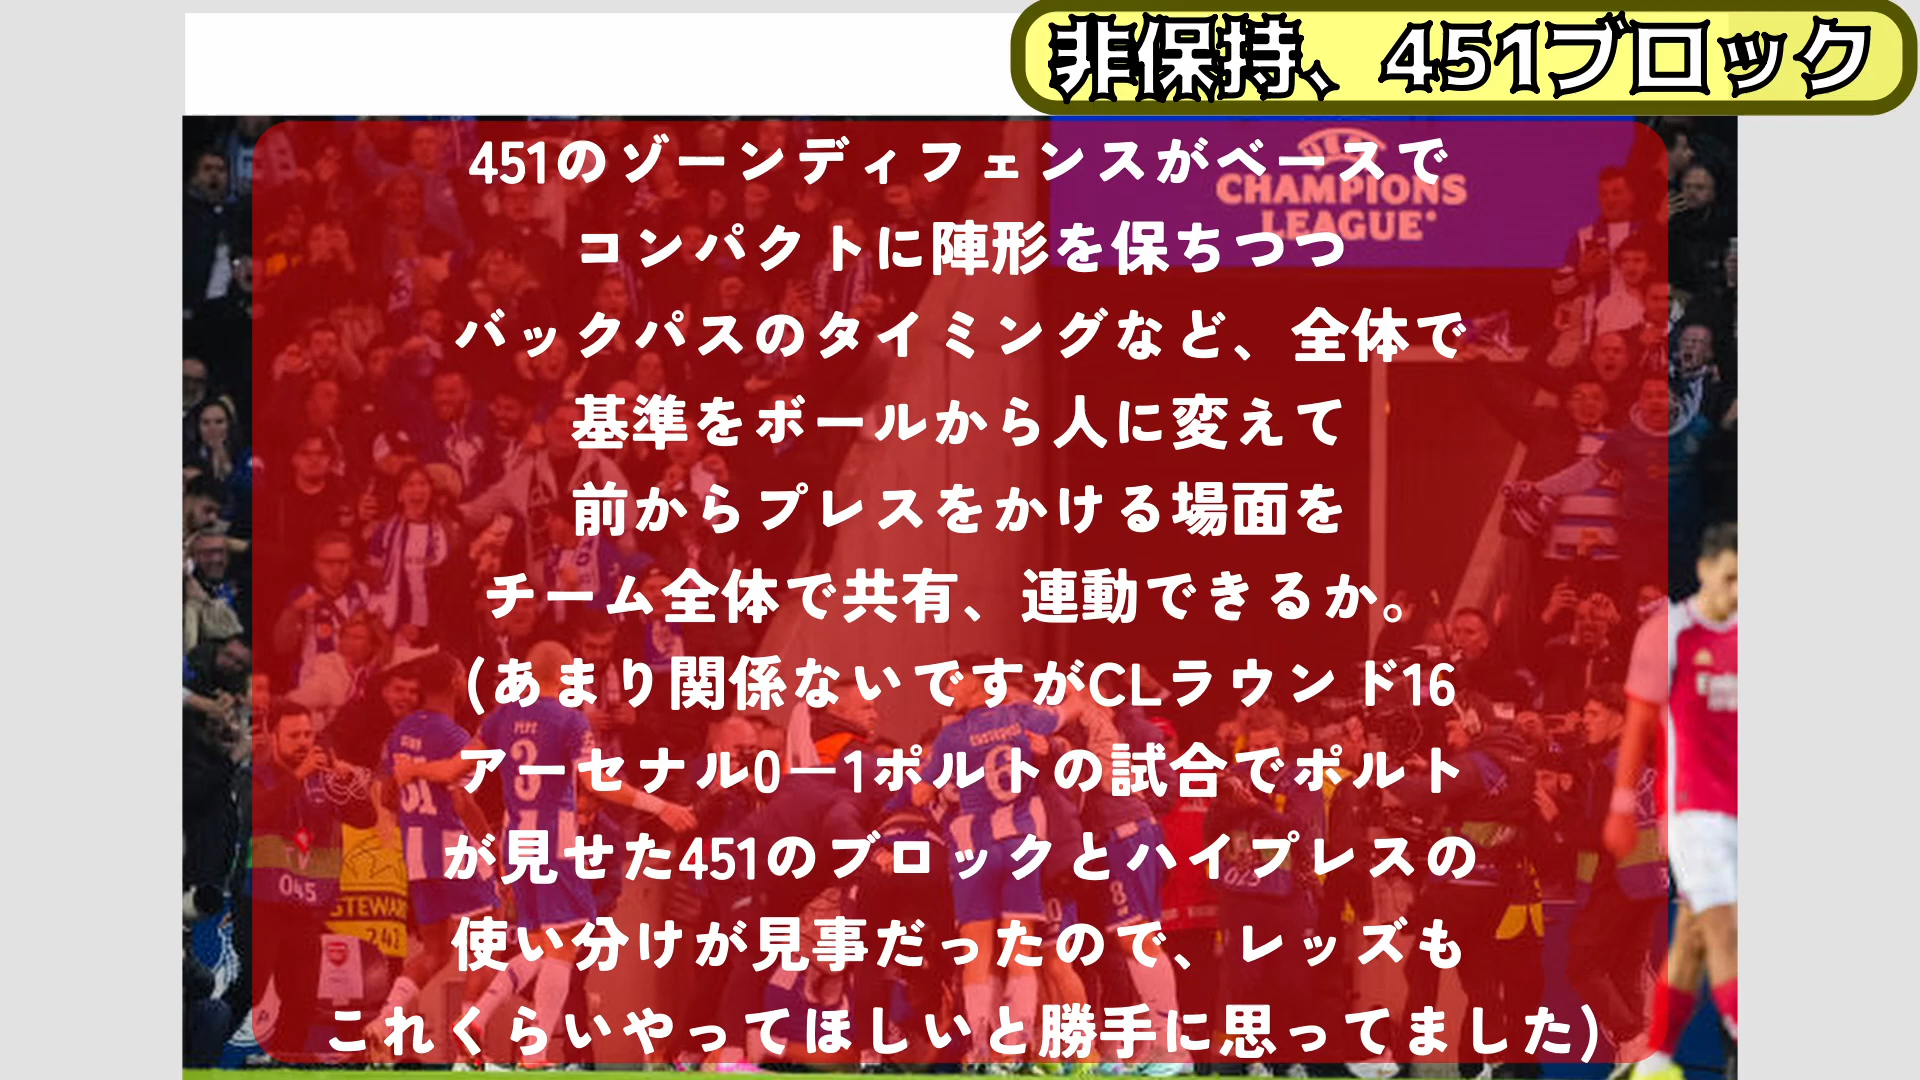 非保持、451ブロック
451のゾーンディフェンスがベースで
CHAMPIONS
LEAGUE
コンパクトに陣形を保ちつつ
バックパスのタイミングなど、全体で
基準をボールから人に変えて
前からプレスをかける場面を
チーム全体で共有、連動できるか。
(あまり関係ないですがCLラウンド16
アーセナル0ー1ポルトの試合でポルト
が見せた451のブロックとハイプレスの
使い分けが見事だったので、レッズも
これくらいやってほしいと勝手に思ってました)
PEPE
3
6
8
045
STEWAR
241